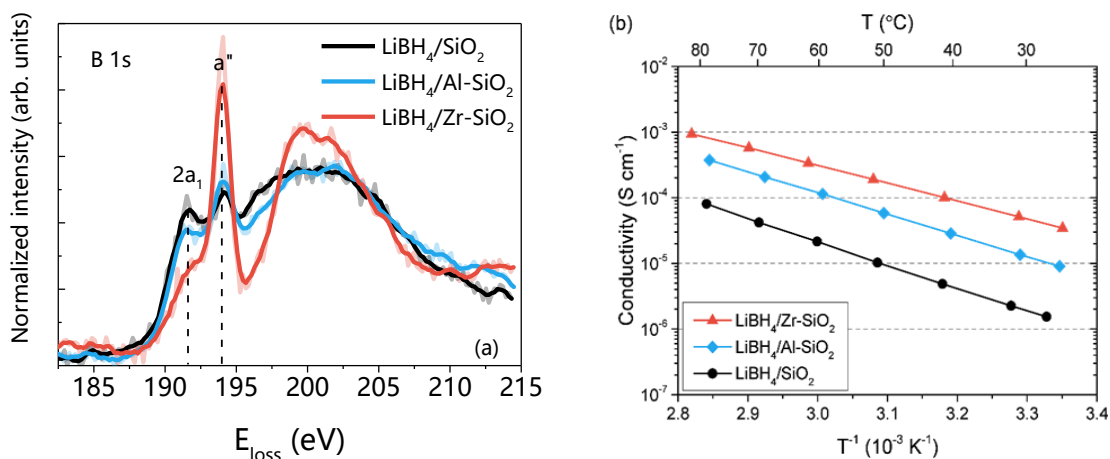 B 1s
LiBH₄/SiO₂
LiBH₄/Al-SiO₂
LiBH₄/Zr-SiO₂
a"
2a₁
Normalized intensity (arb. units)
(a)
185 190 195 200 205 210 215
E_loss (eV)
(b)
T (°C)
80 70 60 50 40 30
10⁻²
10⁻³
10⁻⁴
10⁻⁵
10⁻⁶
10⁻⁷
Conductivity (S cm⁻¹)
LiBH₄/Zr-SiO₂
LiBH₄/Al-SiO₂
LiBH₄/SiO₂
2.8 2.9 3.0 3.1 3.2 3.3 3.4
T⁻¹ (10⁻³ K⁻¹)